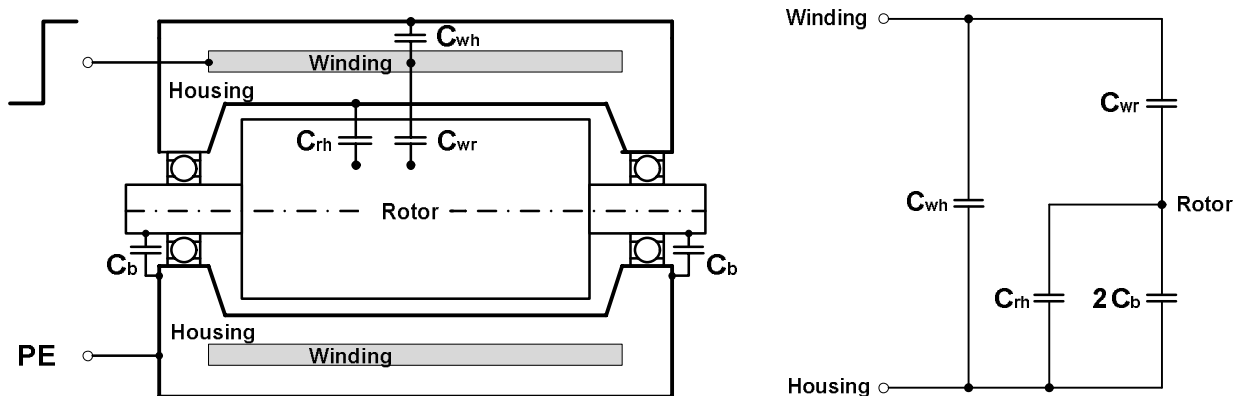 Cwh
Winding
Housing
Crh
Cwr
Rotor
Cb
Cb
Housing
Winding
PE
Winding
Cwr
Cwh
Rotor
Crh
2 Cb
Housing